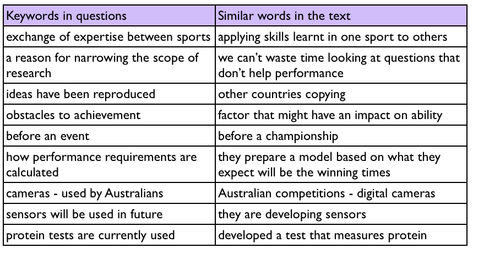 Keywords in questions | Similar words in the text
exchange of expertise between sports | applying skills learnt in one sport to others
a reason for narrowing the scope of | we can't waste time looking at questions that
research | don't help performance
ideas have been reproduced | other countries copying
obstacles to achievement | factor that might have an impact on ability
before an event | before a championship
how performance requirements are | they prepare a model based on what they
calculated | expect will be the winning times
cameras - used by Australians | Australian competitions - digital cameras
sensors will be used in future | they are developing sensors
protein tests are currently used | developed a test that measures protein